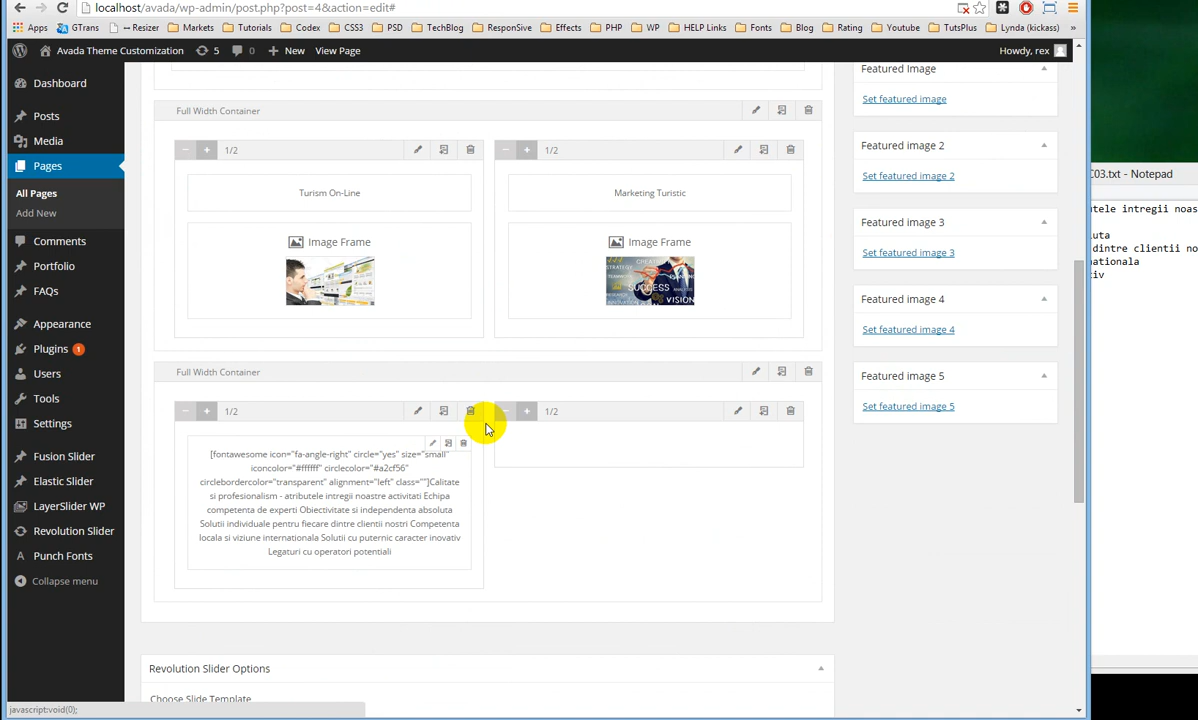 localhost/avada/wp-admin/post.php?post=4&action=edit#
Apps GTrans ↔ Resizer Markets Tutorials Codex CSS3 PSD TechBlog ResponSive Effects PHP WP HELP Links Fonts Blog Rating Youtube TutsPlus Lynda (kickass) »
Avada Theme Customization 5 + New View Page Howdy, rex
Dashboard
Posts
Media
Pages
All Pages
Add New
Comments
Portfolio
FAQs
Appearance
Plugins 1
Users
Tools
Settings
Fusion Slider
Elastic Slider
LayerSlider WP
Revolution Slider
Punch Fonts
Collapse menu
Full Width Container
1/2
Turism On-Line
Image Frame
1/2
Marketing Turistic
Image Frame
STRATEGY
SUCCESS
VISION
Full Width Container
1/2
[fontawesome icon="fa-angle-right" circle="yes" size="small"
iconcolor="#ffffff" circlecolor="#a2cf56"
circlebordercolor="transparent" alignment="left" class=""]Calitate
si profesionalism - atributele intregii noastre activitati Echipa
competenta de experti Obiectivitate si independenta absoluta
Solutii individuale pentru fiecare dintre clientii nostri Competenta
locala si viziune internationala Solutii cu puternic caracter inovativ
Legaturi cu operatori potentiali
1/2
Revolution Slider Options
Choose Slide Template
Featured Image
Set featured image
Featured image 2
Set featured image 2
Featured image 3
Set featured image 3
Featured image 4
Set featured image 4
Featured image 5
Set featured image 5
C03.txt - Notepad
utele intregii noas
luta
dintre clientii no
nationala
tiv
javascript:void(0);